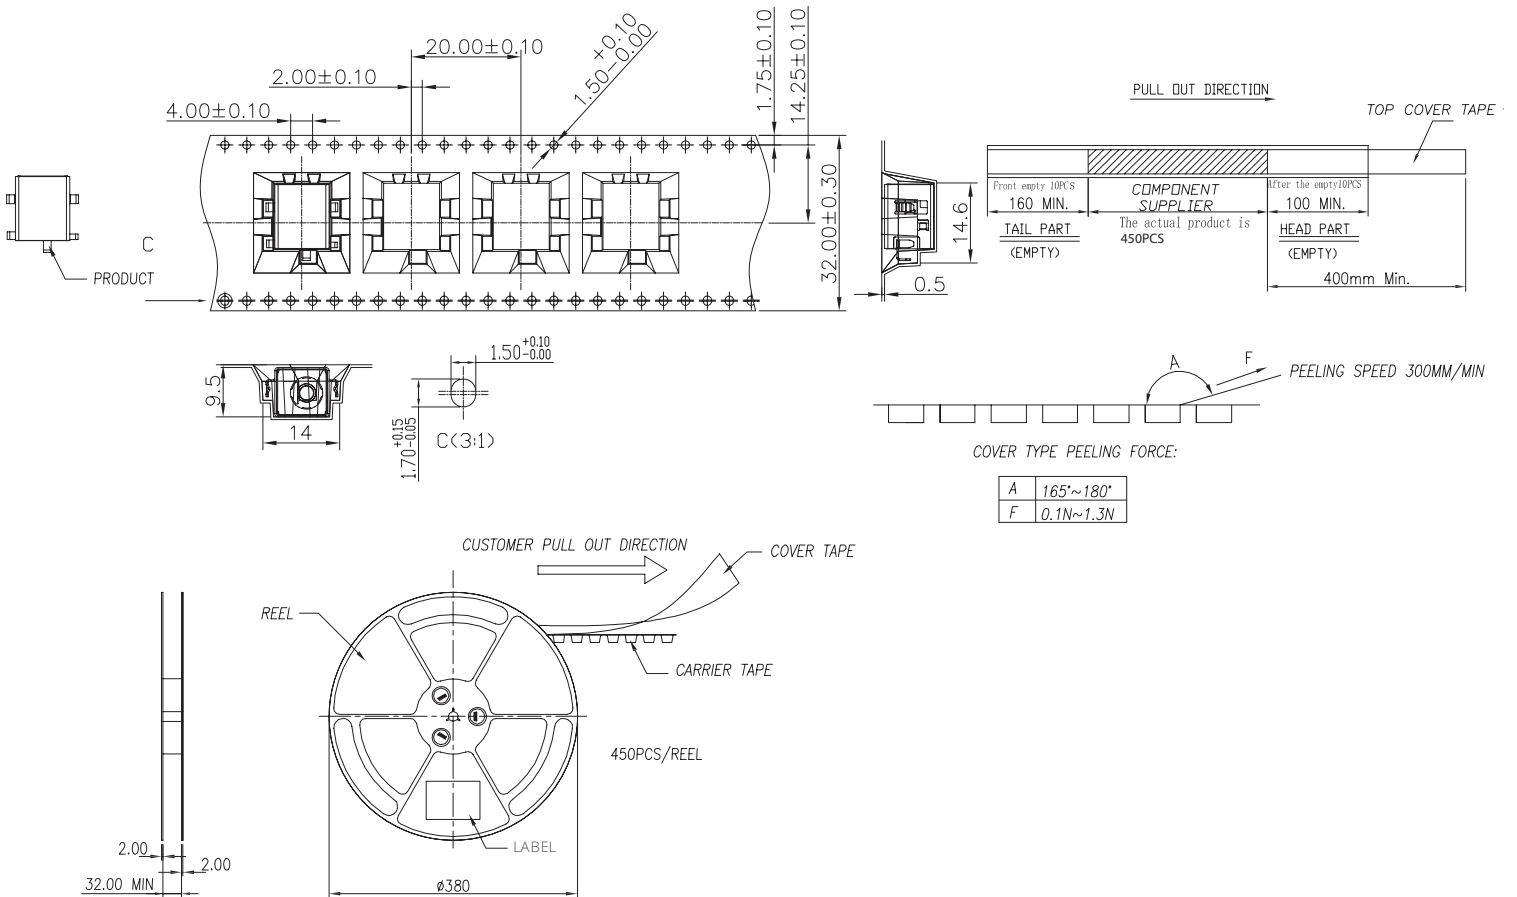 20.00±0.10
+0.10
1.50-0.00
1.75±0.10
14.25±0.10
2.00±0.10
4.00±0.10
32.00±0.30
C
PRODUCT
14.6
0.5
PULL OUT DIRECTION
TOP COVER TAPE
Front empty 10PCS
160 MIN.
TAIL PART
(EMPTY)
COMPONENT
SUPPLIER
The actual product is
450PCS
After the empty10PCS
100 MIN.
HEAD PART
(EMPTY)
400mm Min.
9.5
14
+0.10
1.50-0.00
+0.15
1.70-0.05
C(3:1)
A
F
PEELING SPEED 300MM/MIN
COVER TYPE PEELING FORCE:
A 165°~180°
F 0.1N~1.3N
CUSTOMER PULL OUT DIRECTION
COVER TAPE
REEL
CARRIER TAPE
450PCS/REEL
LABEL
2.00
2.00
32.00 MIN
ø380